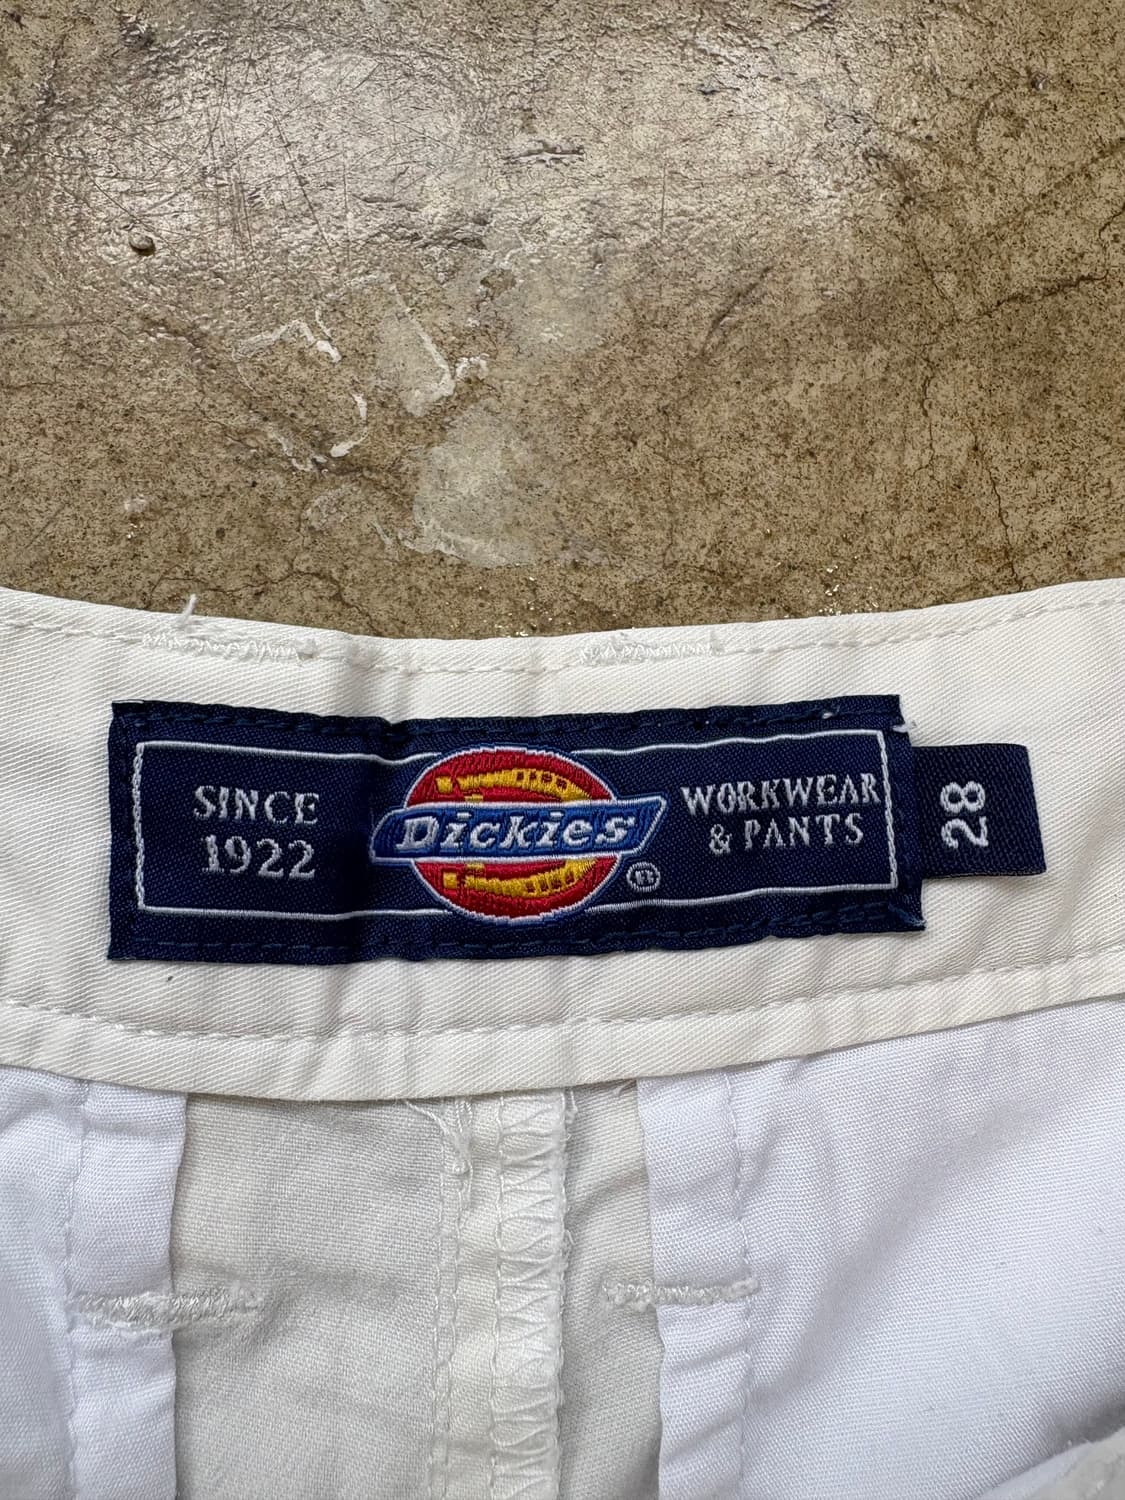 SINCE
1922
Dickies
®
WORKWEAR
& PANTS
28